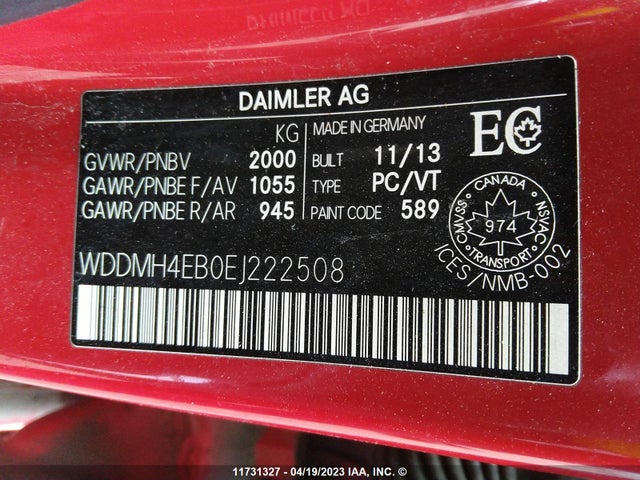 DAIMLER AG
KG
MADE IN GERMANY
GVWR/PNBV 2000 BUILT 11/13
GAWR/PNBE F/AV 1055 TYPE PC/VT
GAWR/PNBE R/AR 945 PAINT CODE 589
EC
CANADA
CMVSS 974 NSVAC
TRANSPORT
ICES/NMB-002
WDDMH4EB0EJ222508
11731327 - 04/19/2023 IAA, INC. ©